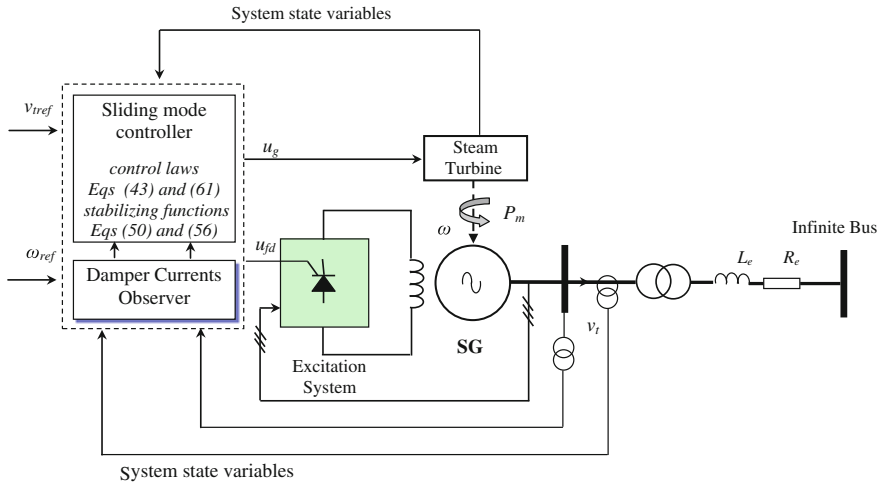 System state variables
v_tref
Sliding mode
controller
control laws
Eqs (43) and (61)
stabilizing functions
Eqs (50) and (56)
u_g
Steam
Turbine
ω
P_m
Infinite Bus
ω_ref
u_fd
Damper Currents
Observer
L_e
R_e
v_t
SG
Excitation
System
System state variables